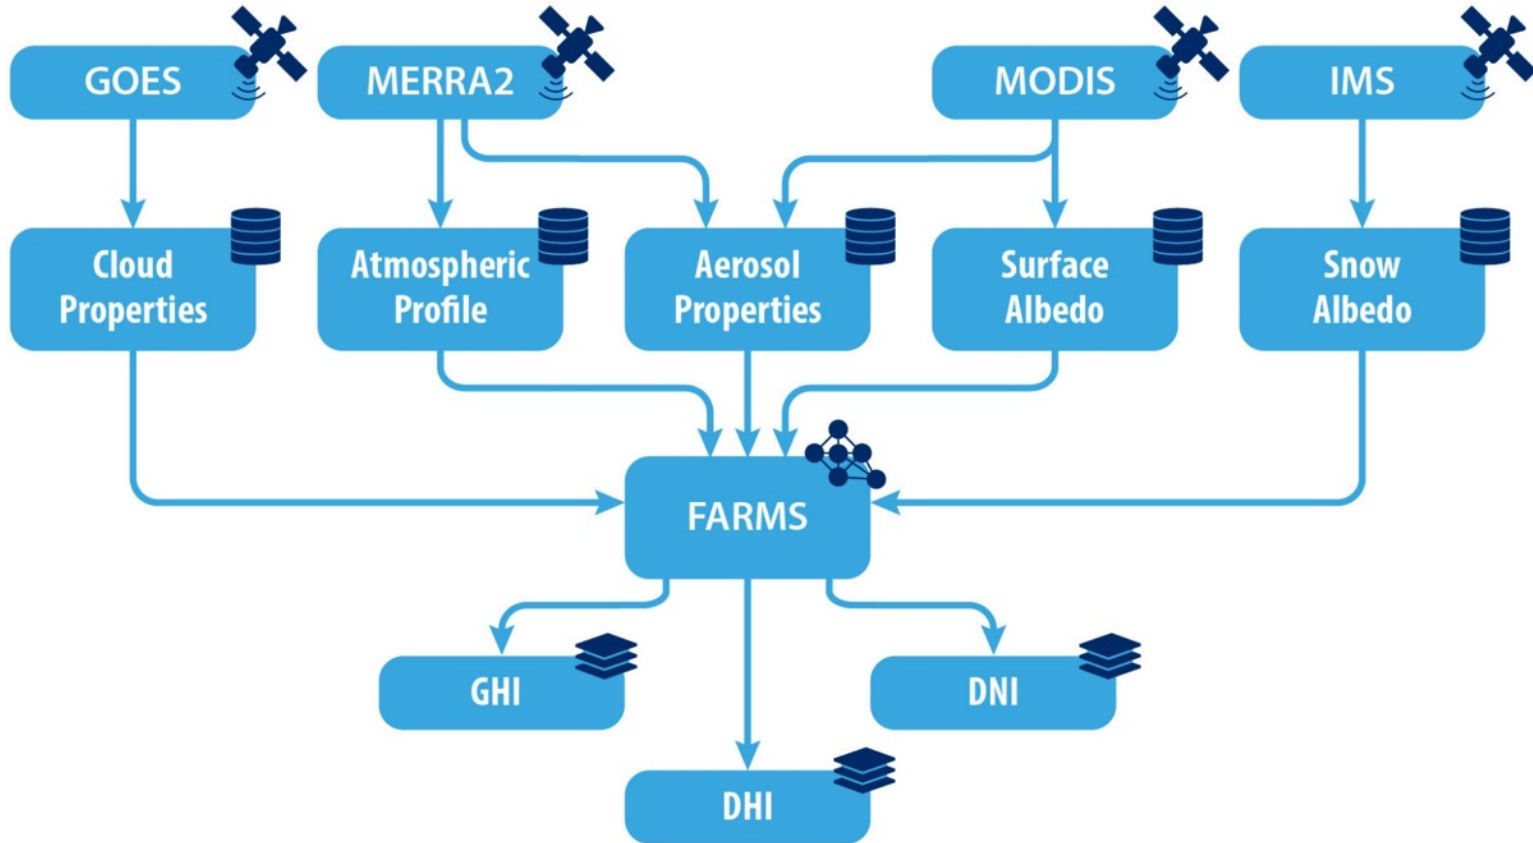 GOES
MERRA2
MODIS
IMS
Cloud
Properties
Atmospheric
Profile
Aerosol
Properties
Surface
Albedo
Snow
Albedo
FARMS
GHI
DNI
DHI